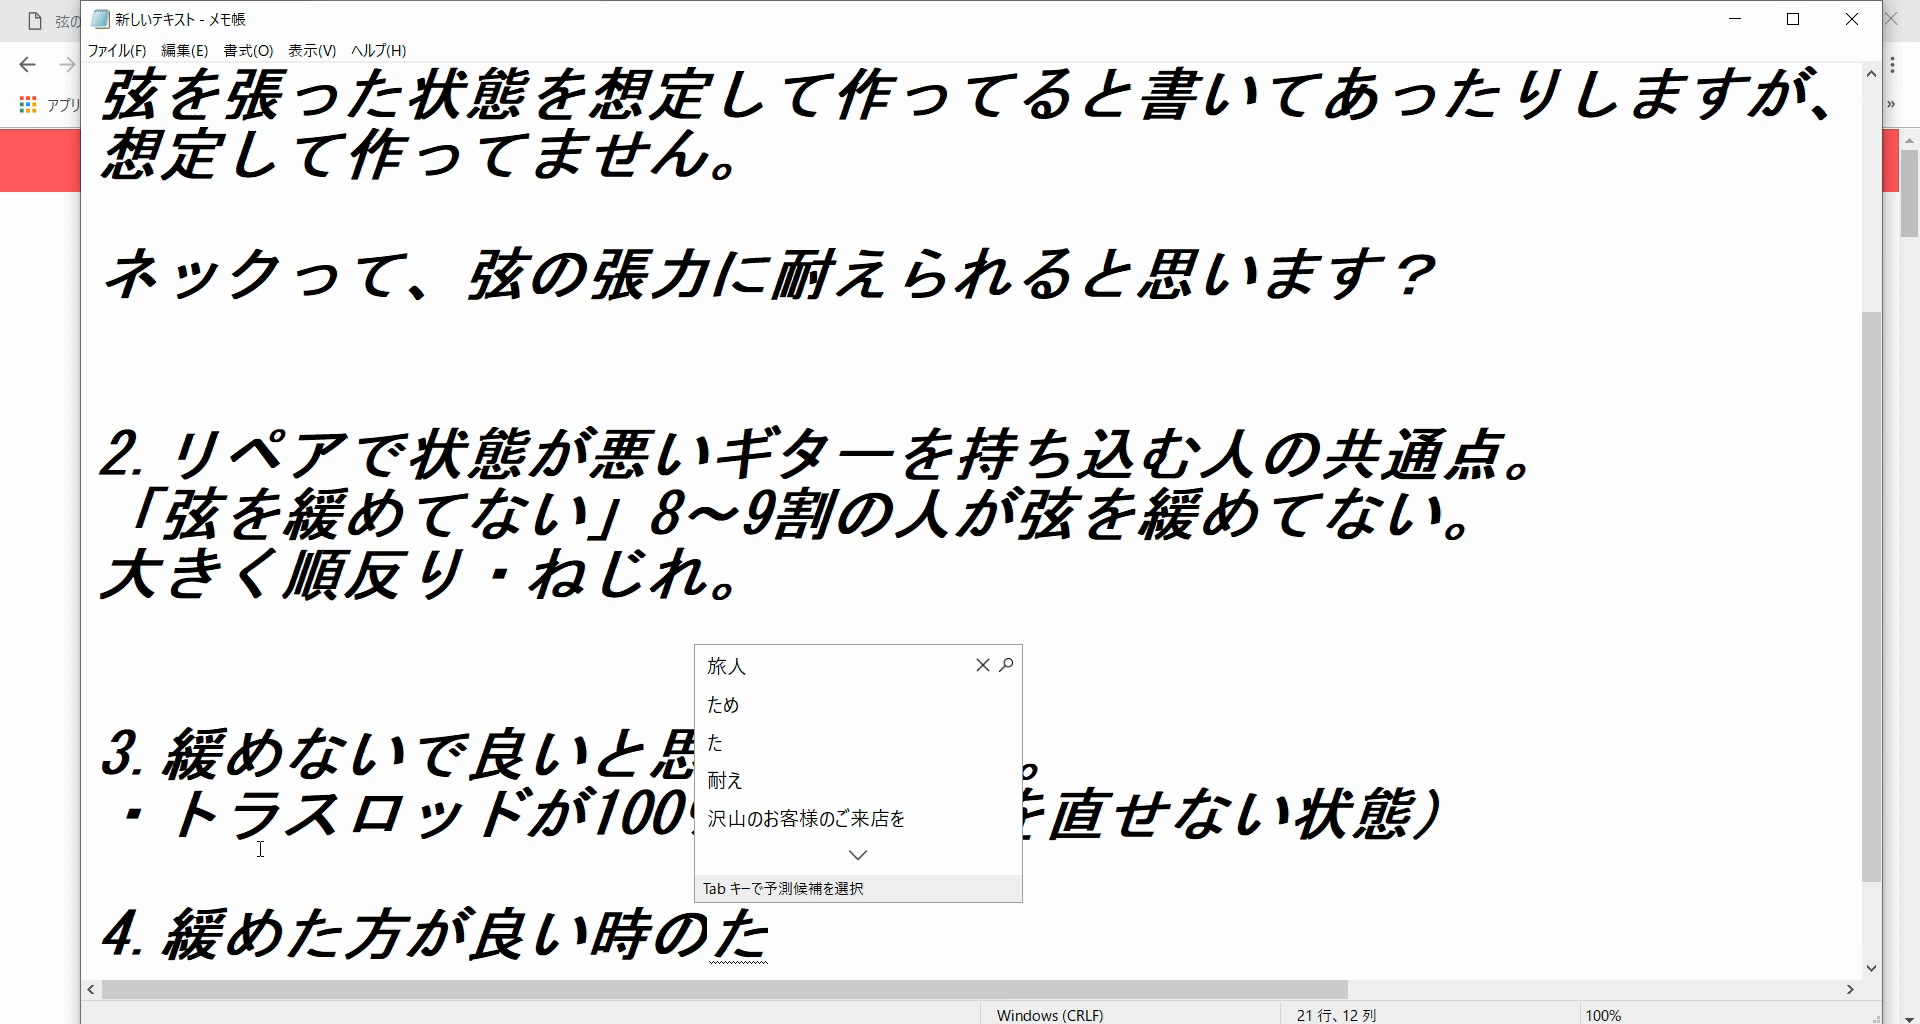 弦の
新しいテキスト - メモ帳
ファイル(F) 編集(E) 書式(O) 表示(V) ヘルプ(H)
アプリ
弦を張った状態を想定して作ってると書いてあったりしますが、
想定して作ってません。
ネックって、弦の張力に耐えられると思います？
2. リペアで状態が悪いギターを持ち込む人の共通点。
「弦を緩めてない」8～9割の人が弦を緩めてない。
大きく順反り・ねじれ。
旅人
ため
た
耐え
沢山のお客様のご来店を
Tab キーで予測候補を選択
3. 緩めないで良いと思
。
・トラスロッドが100%
を直せない状態）
4. 緩めた方が良い時のた
Windows (CRLF)
21 行、12 列
100%